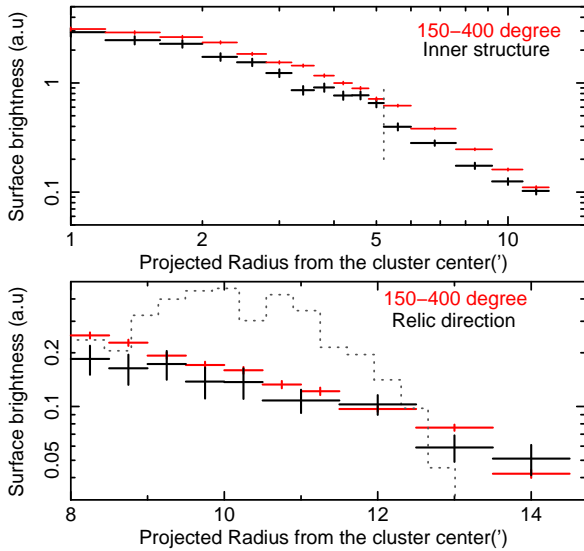 Surface brightness (a.u)
150−400 degree
Inner structure
1
0.1
1 2 5 10
Projected Radius from the cluster center(')
Surface brightness (a.u)
150−400 degree
Relic direction
0.2
0.1
0.05
8 10 12 14
Projected Radius from the cluster center(')